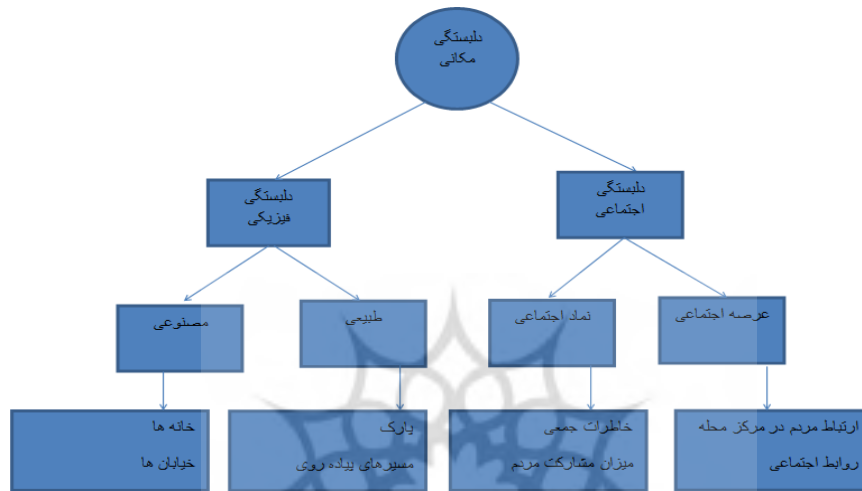 دلبستگی
مکانی
دلبستگی
اجتماعی
دلبستگی
فیزیکی
عرصه اجتماعی
نماد اجتماعی
طبیعی
مصنوعی
ارتباط مردم در مرکز محله
روابط اجتماعی
خاطرات جمعی
میزان مشارکت مردم
پارک
مسیرهای پیاده روی
خانه ها
خیابان ها